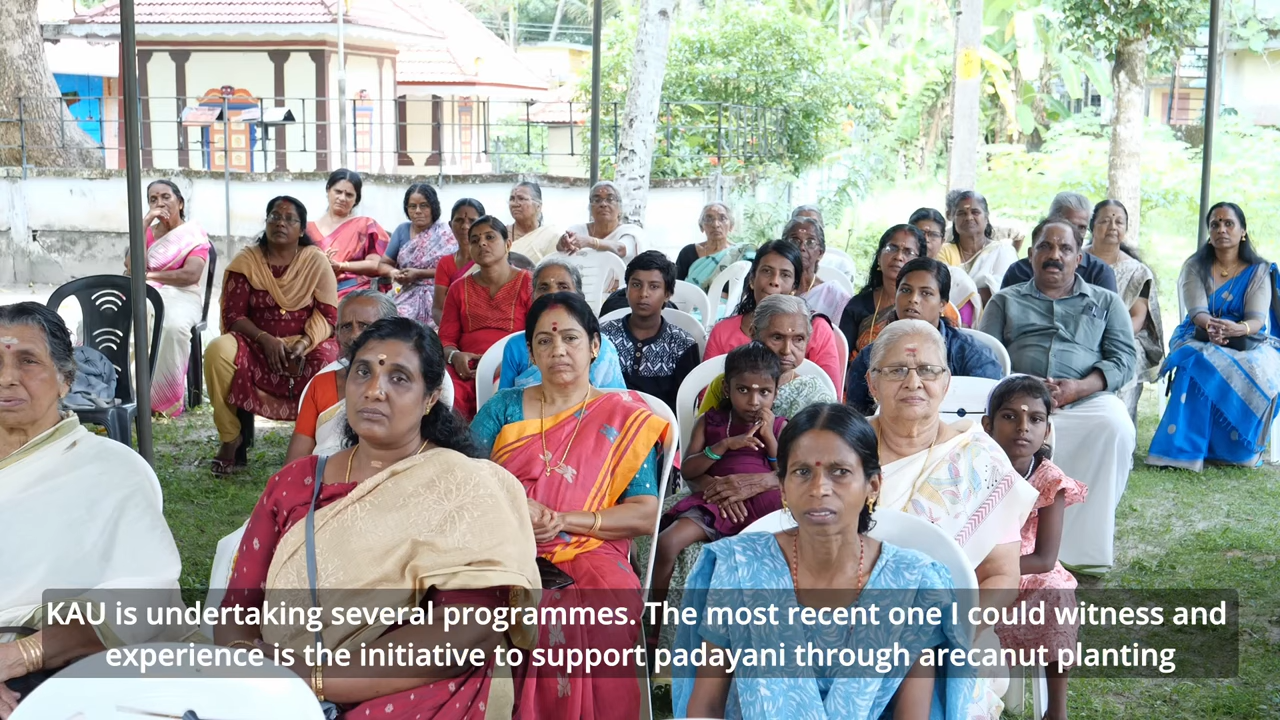 KAU is undertaking several programmes. The most recent one I could witness and
experience is the initiative to support padayani through arecanut planting